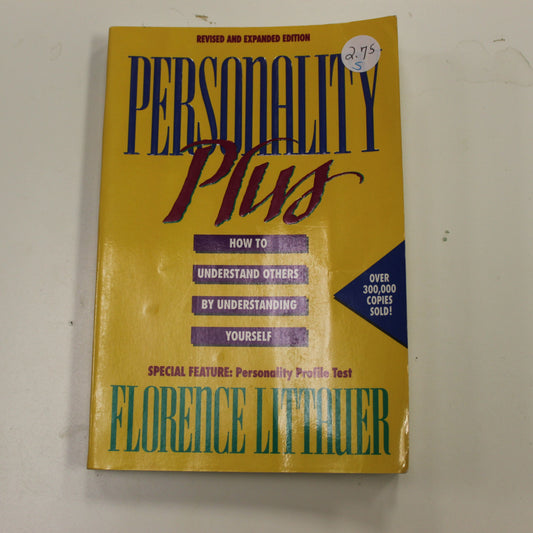 REVISED AND EXPANDED EDITION
2.75
S
PERSONALITY
Plus
HOW TO
UNDERSTAND OTHERS
BY UNDERSTANDING
YOURSELF
OVER
300,000
COPIES
SOLD!
SPECIAL FEATURE: Personality Profile Test
FLORENCE LITTAUER